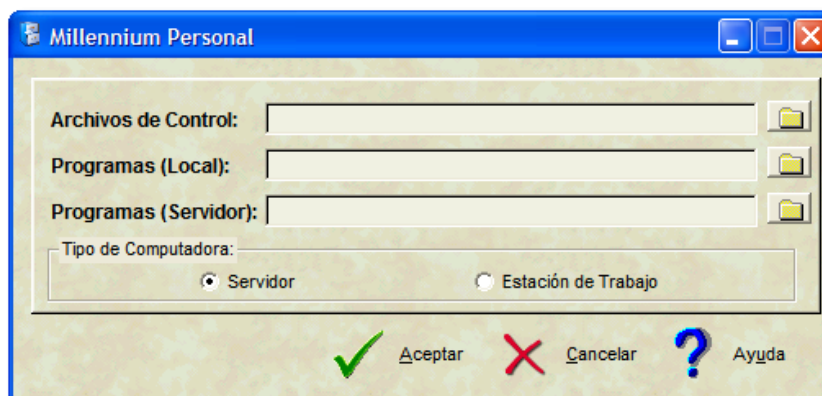 Millennium Personal
Archivos de Control:
Programas (Local):
Programas (Servidor):
Tipo de Computadora:
Servidor Estación de Trabajo
Aceptar Cancelar Ayuda